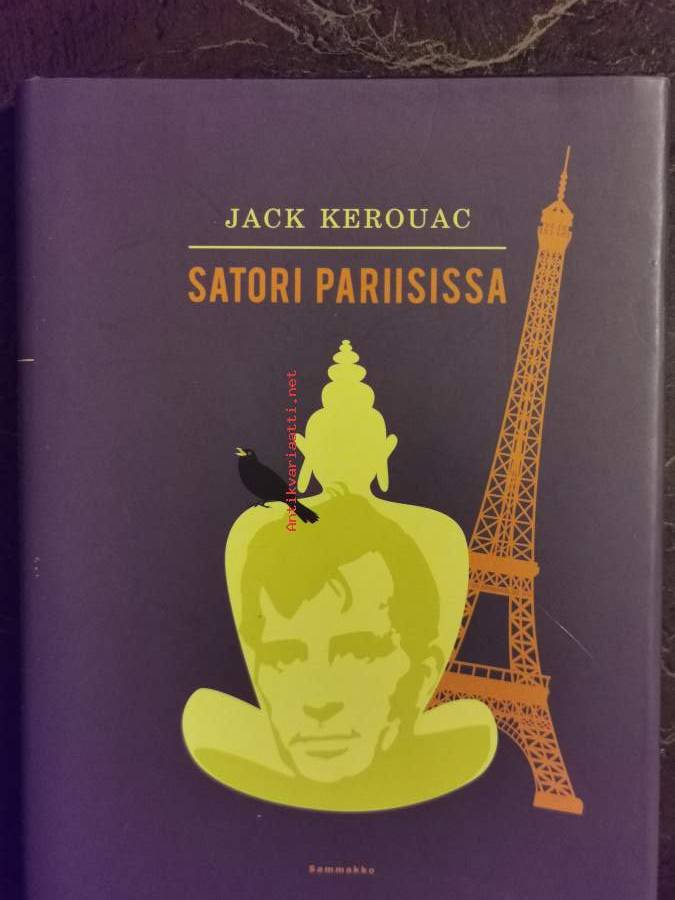 JACK KEROUAC
SATORI PARIISISSA
Antikvariaatti.net
Sammakko